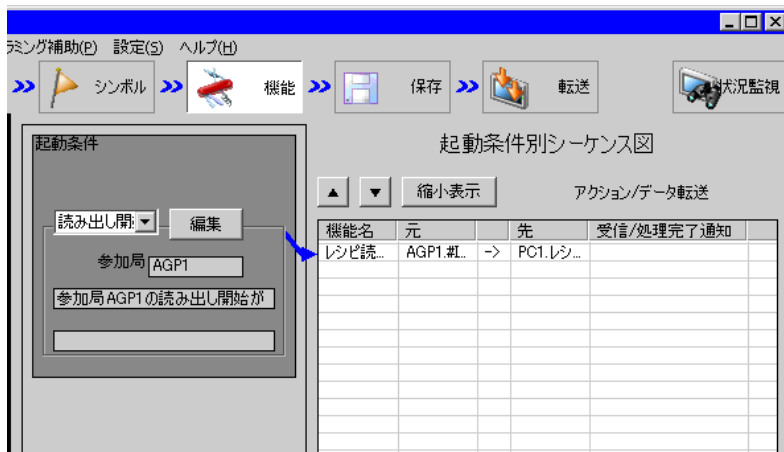 ラミング補助(P) 設定(S) ヘルプ(H)
シンボル 機能 保存 転送 状況監視
起動条件
読み出し開 編集
参加局 AGP1
参加局AGP1の読み出し開始が
起動条件別シーケンス図
縮小表示 アクション/データ転送
機能名 元 先 受信/処理完了通知
レシピ読... AGP1.#I.. -> PC1.レシ...